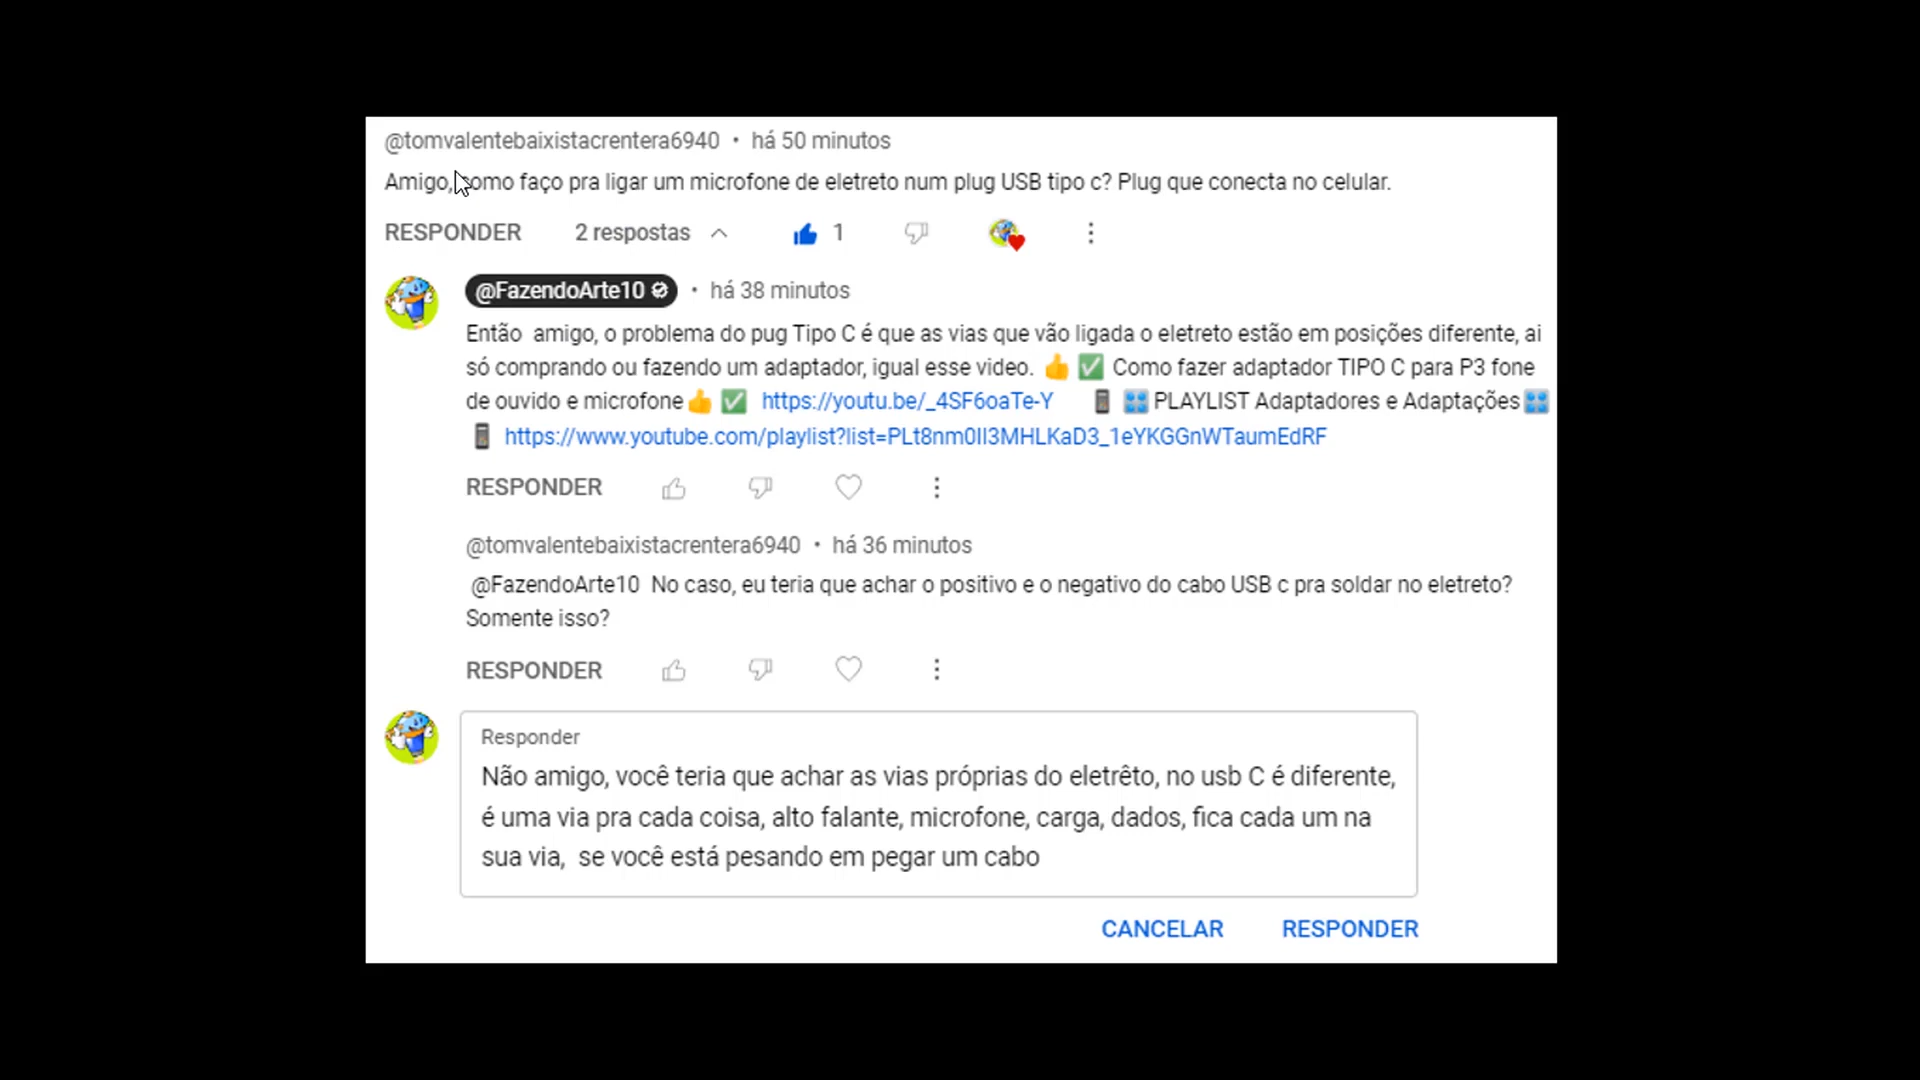 @tomvalentebaixistacrentera6940 • há 50 minutos
Amigo, como faço pra ligar um microfone de eletreto num plug USB tipo c? Plug que conecta no celular.
RESPONDER 2 respostas 1
@FazendoArte10 • há 38 minutos
Então amigo, o problema do pug Tipo C é que as vias que vão ligada o eletreto estão em posições diferente, ai
só comprando ou fazendo um adaptador, igual esse video. 👍 ✅ Como fazer adaptador TIPO C para P3 fone
de ouvido e microfone👍 ✅ https://youtu.be/_4SF6oaTe-Y 📱 🎛 PLAYLIST Adaptadores e Adaptações🎛
📱 https://www.youtube.com/playlist?list=PLt8nm0II3MHLKaD3_1eYKGGnWTaumEdRF
RESPONDER
@tomvalentebaixistacrentera6940 • há 36 minutos
@FazendoArte10 No caso, eu teria que achar o positivo e o negativo do cabo USB c pra soldar no eletreto?
Somente isso?
RESPONDER
Responder
Não amigo, você teria que achar as vias próprias do eletrêto, no usb C é diferente,
é uma via pra cada coisa, alto falante, microfone, carga, dados, fica cada um na
sua via, se você está pesando em pegar um cabo
CANCELAR RESPONDER